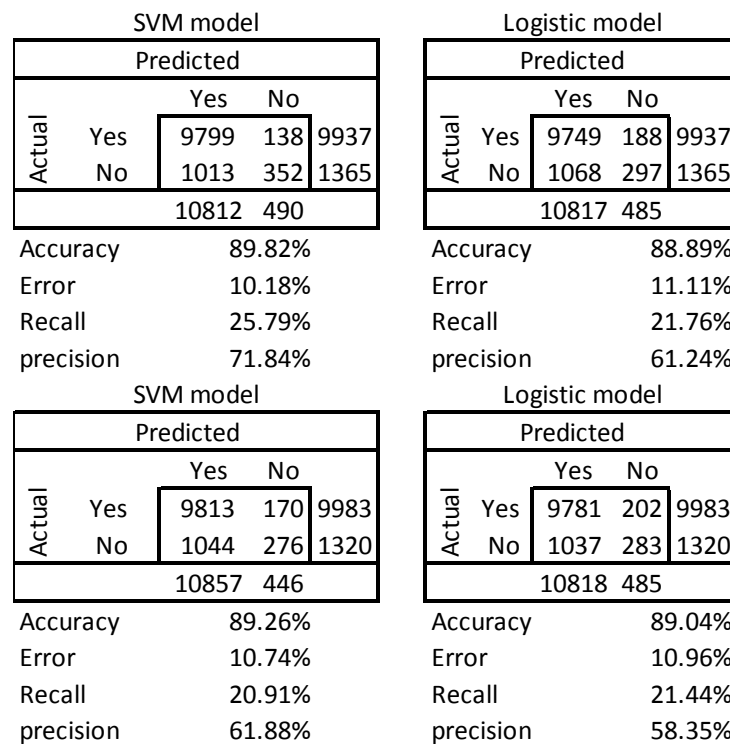 SVM model
Predicted
Yes No
Actual
Yes 9799 138 9937
No 1013 352 1365
10812 490
Accuracy 89.82%
Error 10.18%
Recall 25.79%
precision 71.84%
Logistic model
Predicted
Yes No
Actual
Yes 9749 188 9937
No 1068 297 1365
10817 485
Accuracy 88.89%
Error 11.11%
Recall 21.76%
precision 61.24%
SVM model
Predicted
Yes No
Actual
Yes 9813 170 9983
No 1044 276 1320
10857 446
Accuracy 89.26%
Error 10.74%
Recall 20.91%
precision 61.88%
Logistic model
Predicted
Yes No
Actual
Yes 9781 202 9983
No 1037 283 1320
10818 485
Accuracy 89.04%
Error 10.96%
Recall 21.44%
precision 58.35%